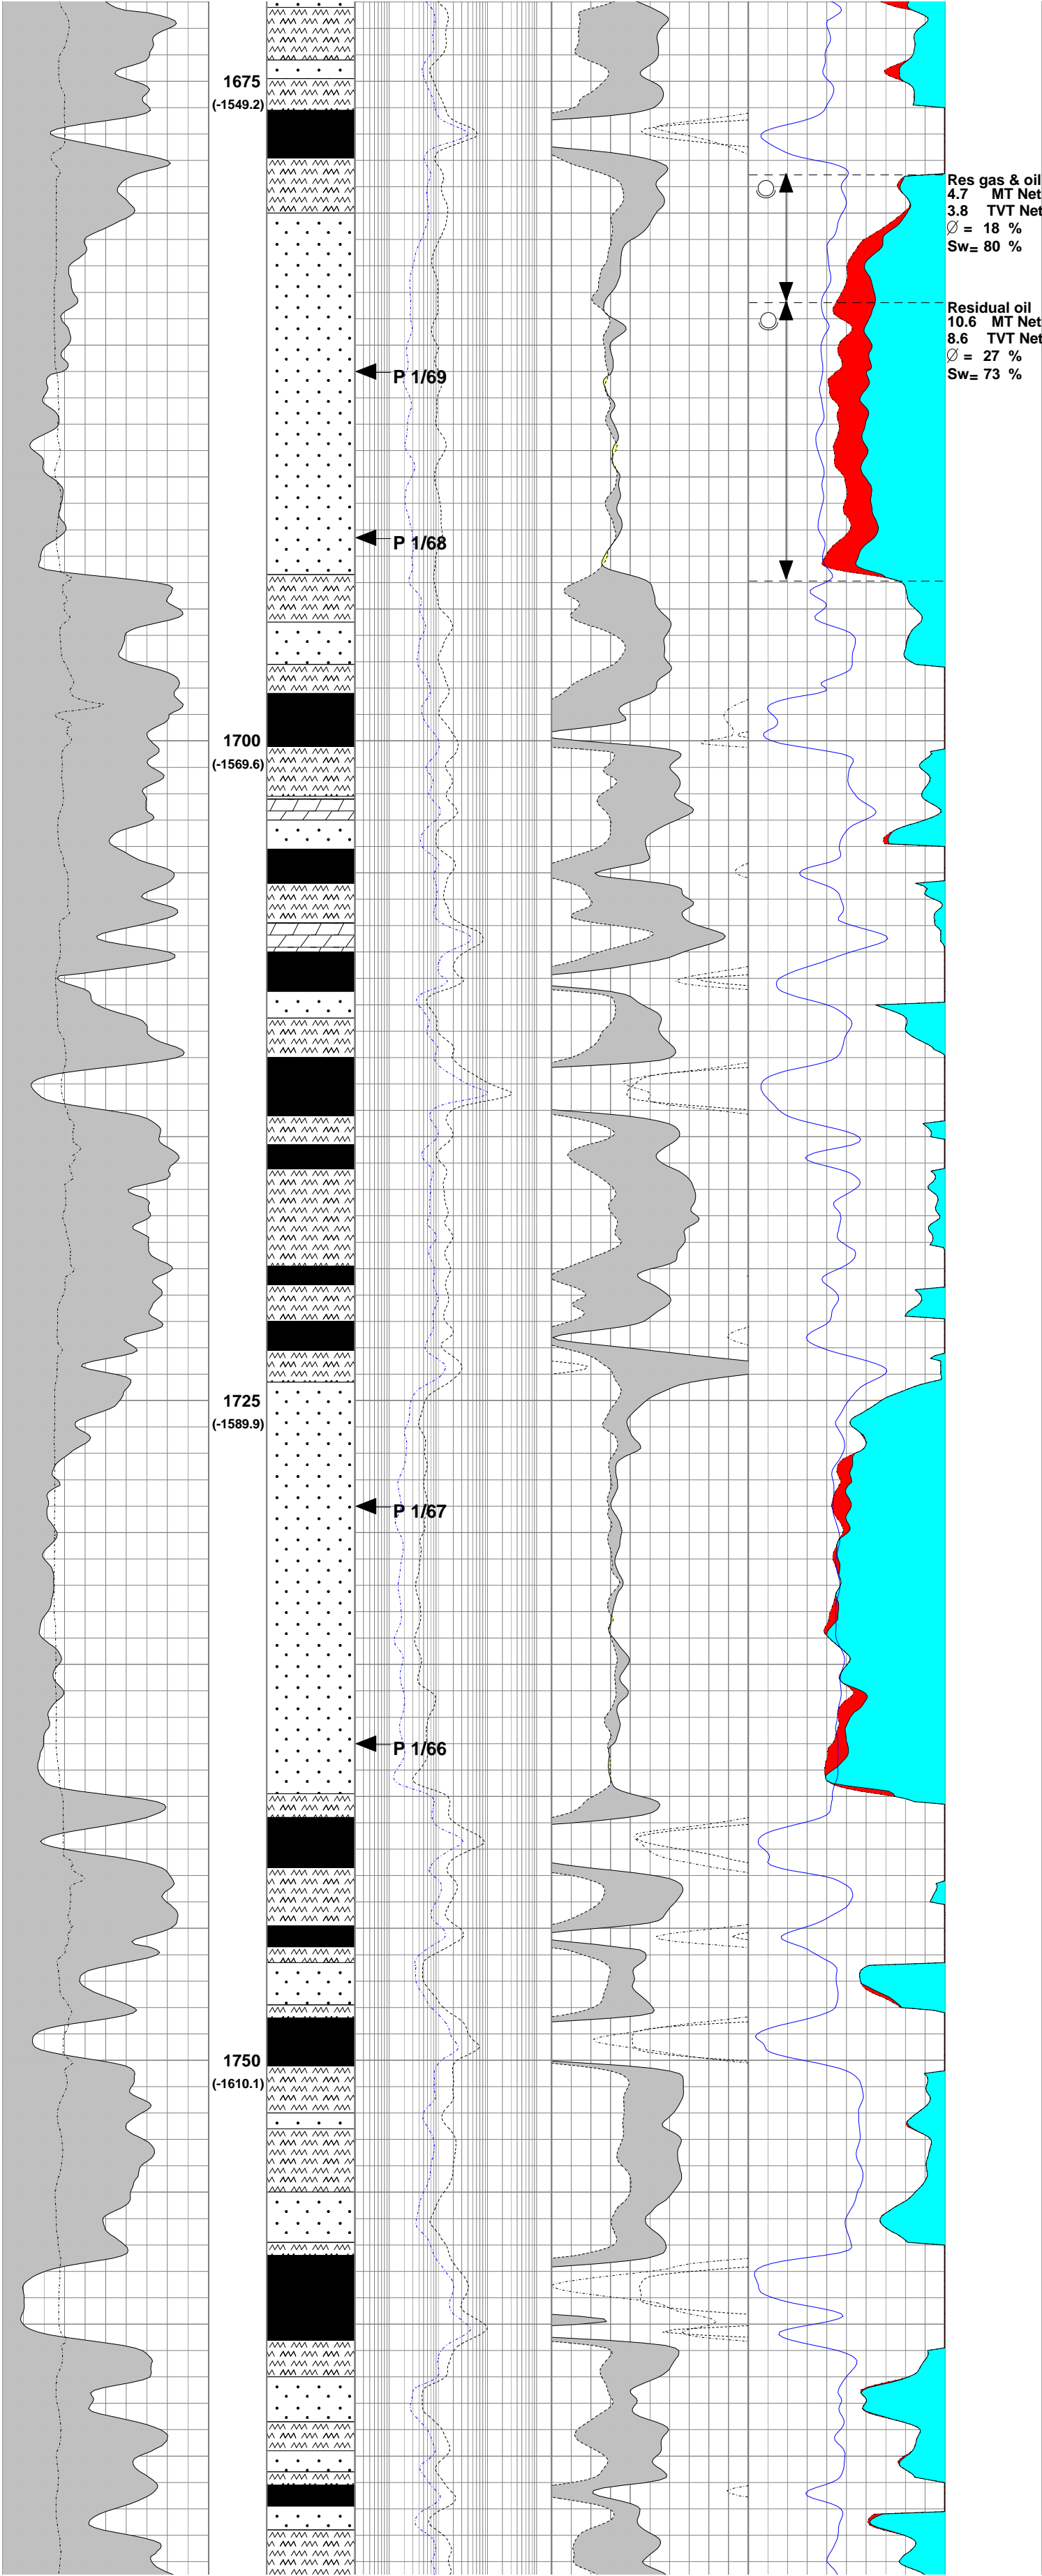 1675
(-1549.2)
Res gas & oil
4.7 MT Net
3.8 TVT Net
Ø = 18 %
Sw= 80 %
Residual oil
10.6 MT Net
8.6 TVT Net
Ø = 27 %
Sw= 73 %
P 1/69
P 1/68
1700
(-1569.6)
1725
(-1589.9)
P 1/67
P 1/66
1750
(-1610.1)